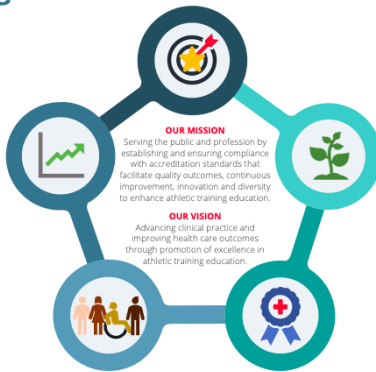 OUR MISSION
Serving the public and profession by
establishing and ensuring compliance
with accreditation standards that
facilitate quality outcomes, continuous
improvement, innovation and diversity
to enhance athletic training education.
OUR VISION
Advancing clinical practice and
improving health care outcomes
through promotion of excellence in
athletic training education.